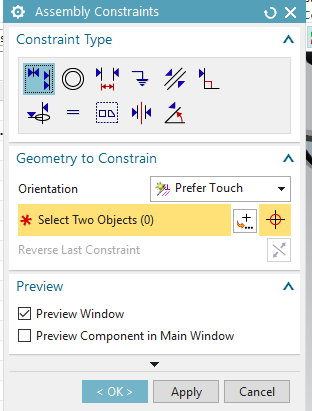 Assembly Constraints
Constraint Type
Geometry to Constrain
Orientation
Prefer Touch
* Select Two Objects (0)
Reverse Last Constraint
Preview
Preview Window
Preview Component in Main Window
< OK >
Apply
Cancel